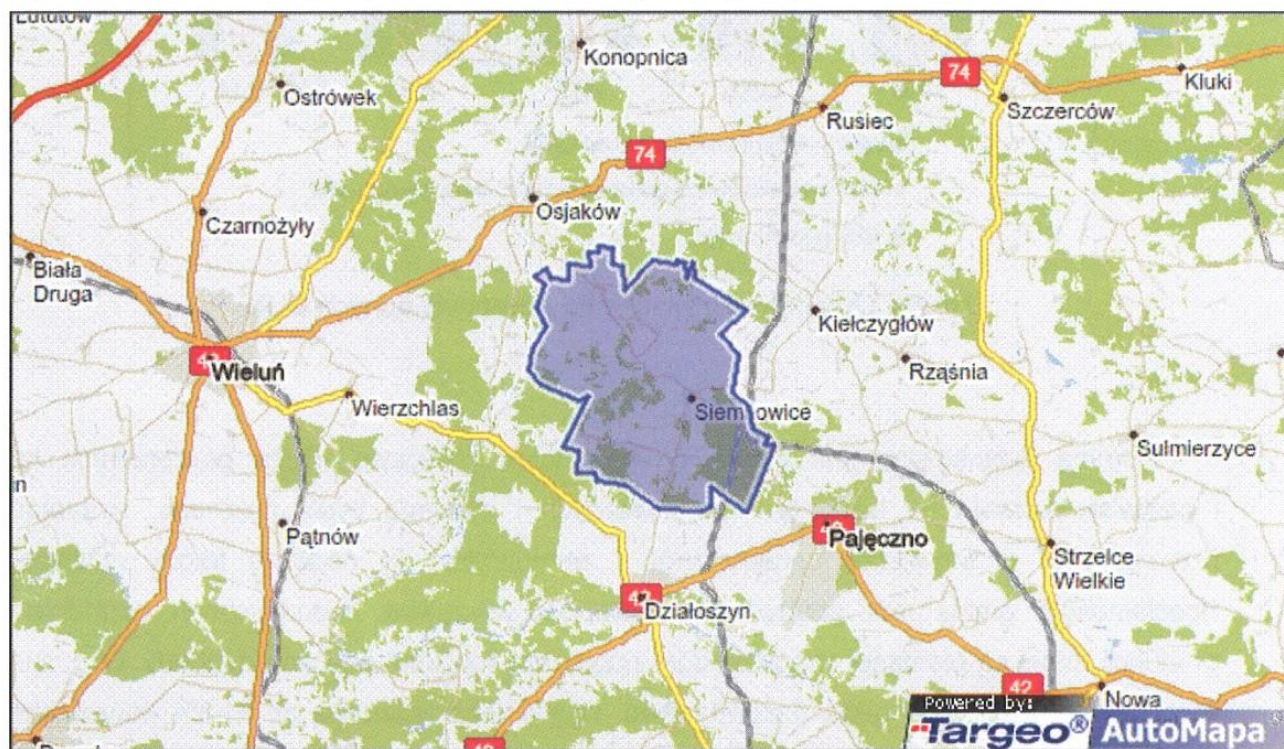 Lututów
Konopnica
Ostrówek
74
Kluki
Rusiec
Szczerców
74
Osjaków
Czarnożyły
Biała
Druga
Kiełczygłów
Rząśnia
Wieluń
Wierzchlas
Siemkowice
Sulmierzyce
n
Pątnów
Pajęczno
Strzelce
Wielkie
Działoszyn
42
Nowa
Powered by:
Targeo® AutoMapa